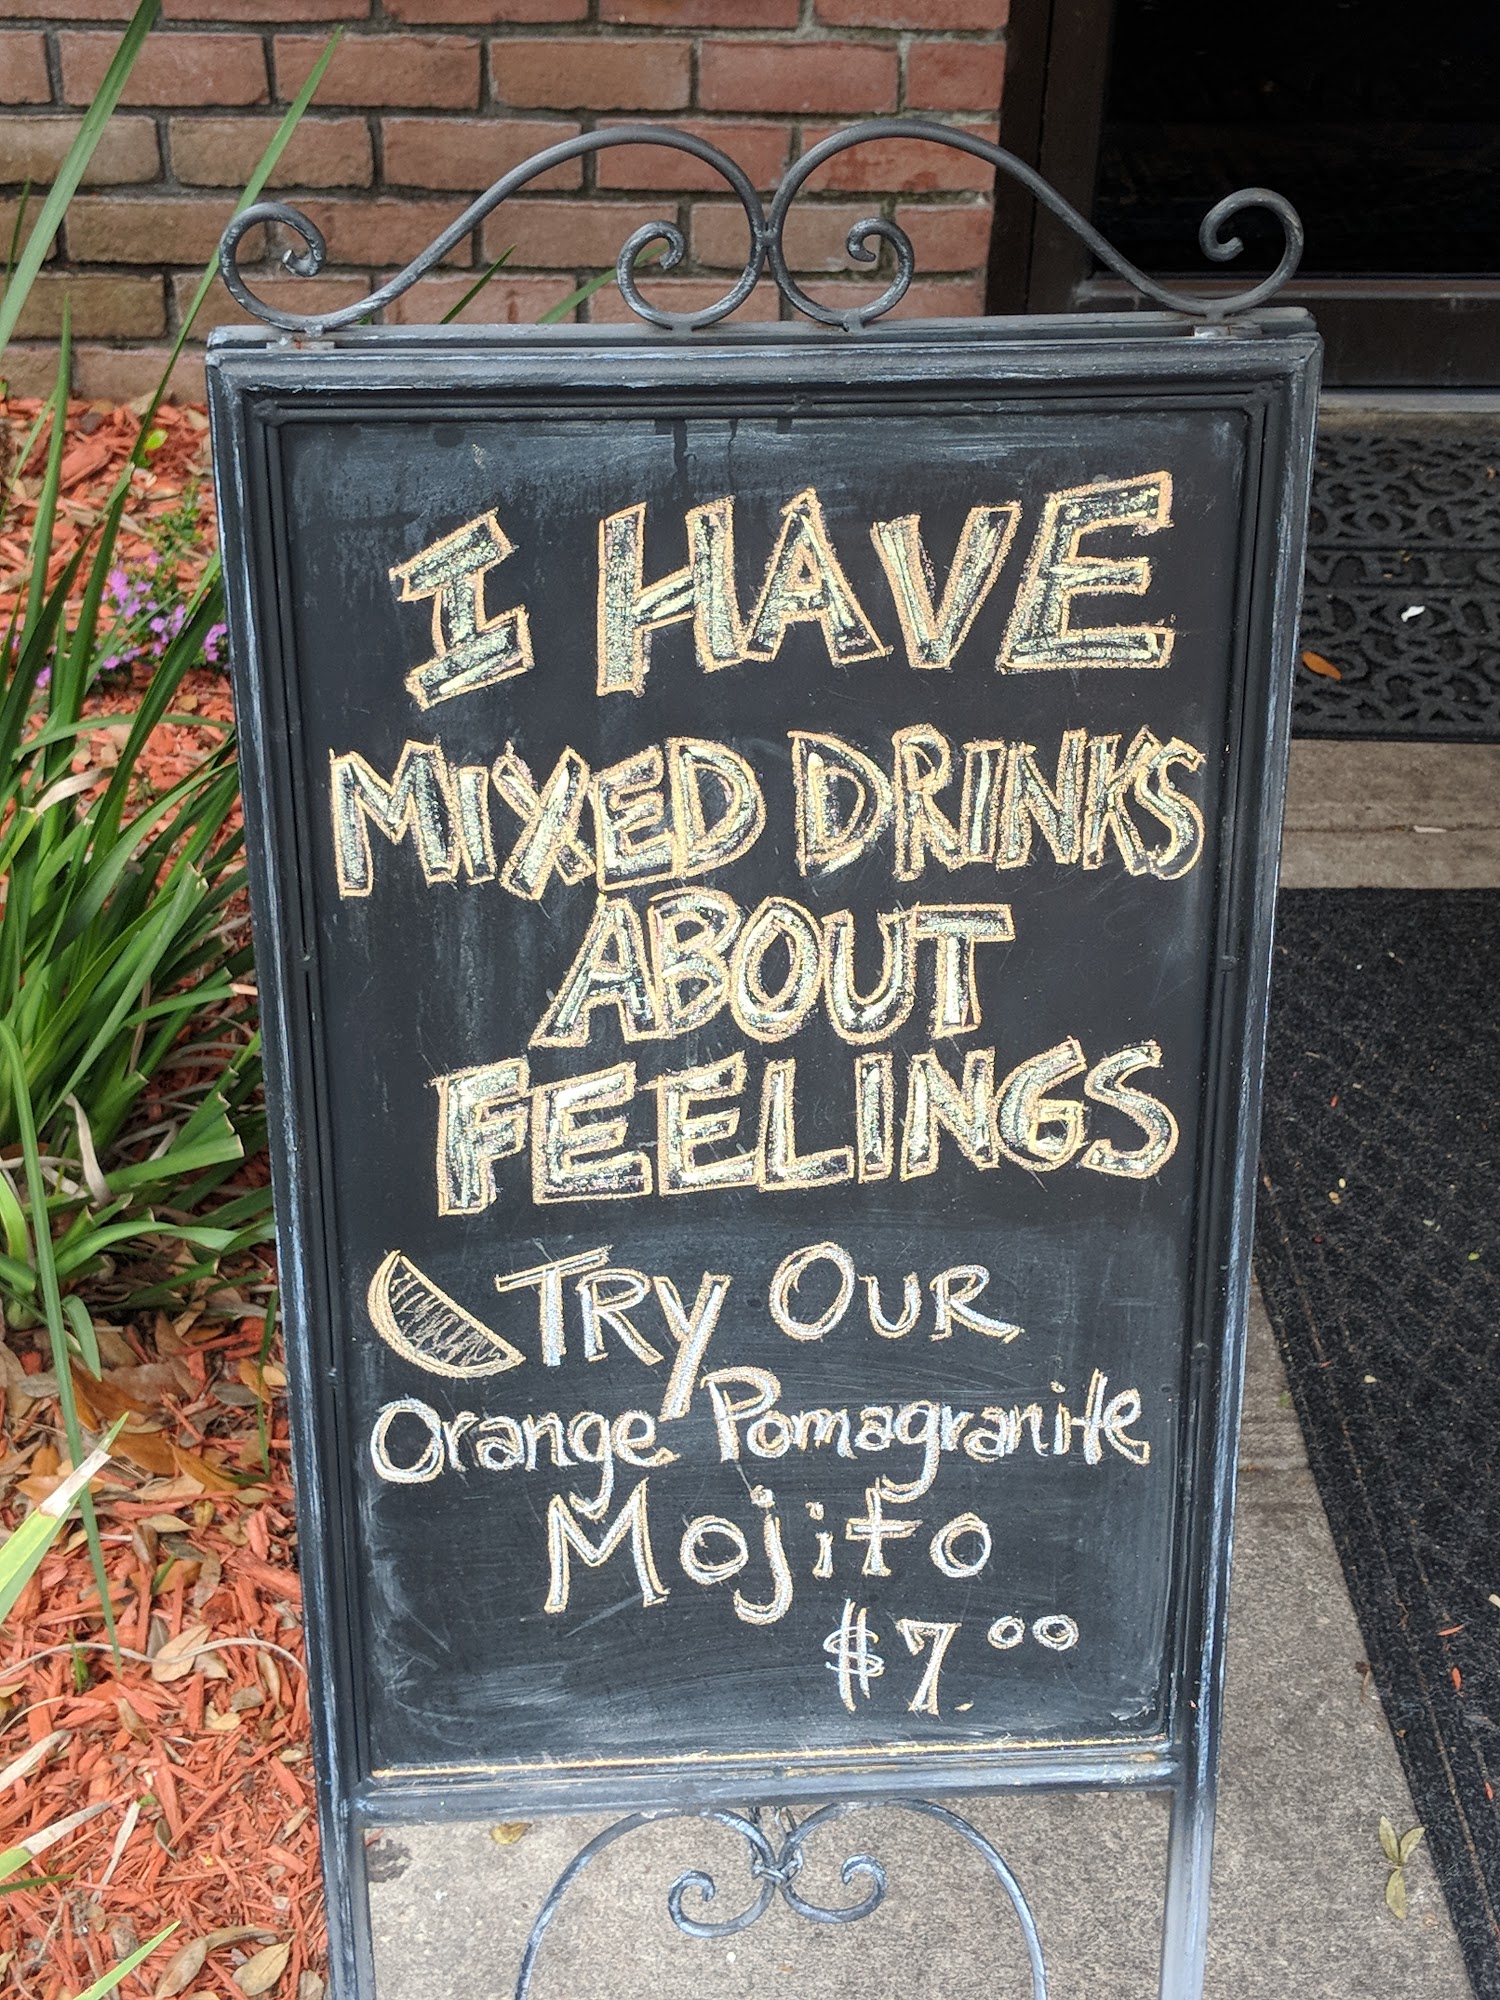 I HAVE
MIXED DRINKS
ABOUT
FEELINGS
TRY OUR
Orange Pomagranite
Mojito
$7.00